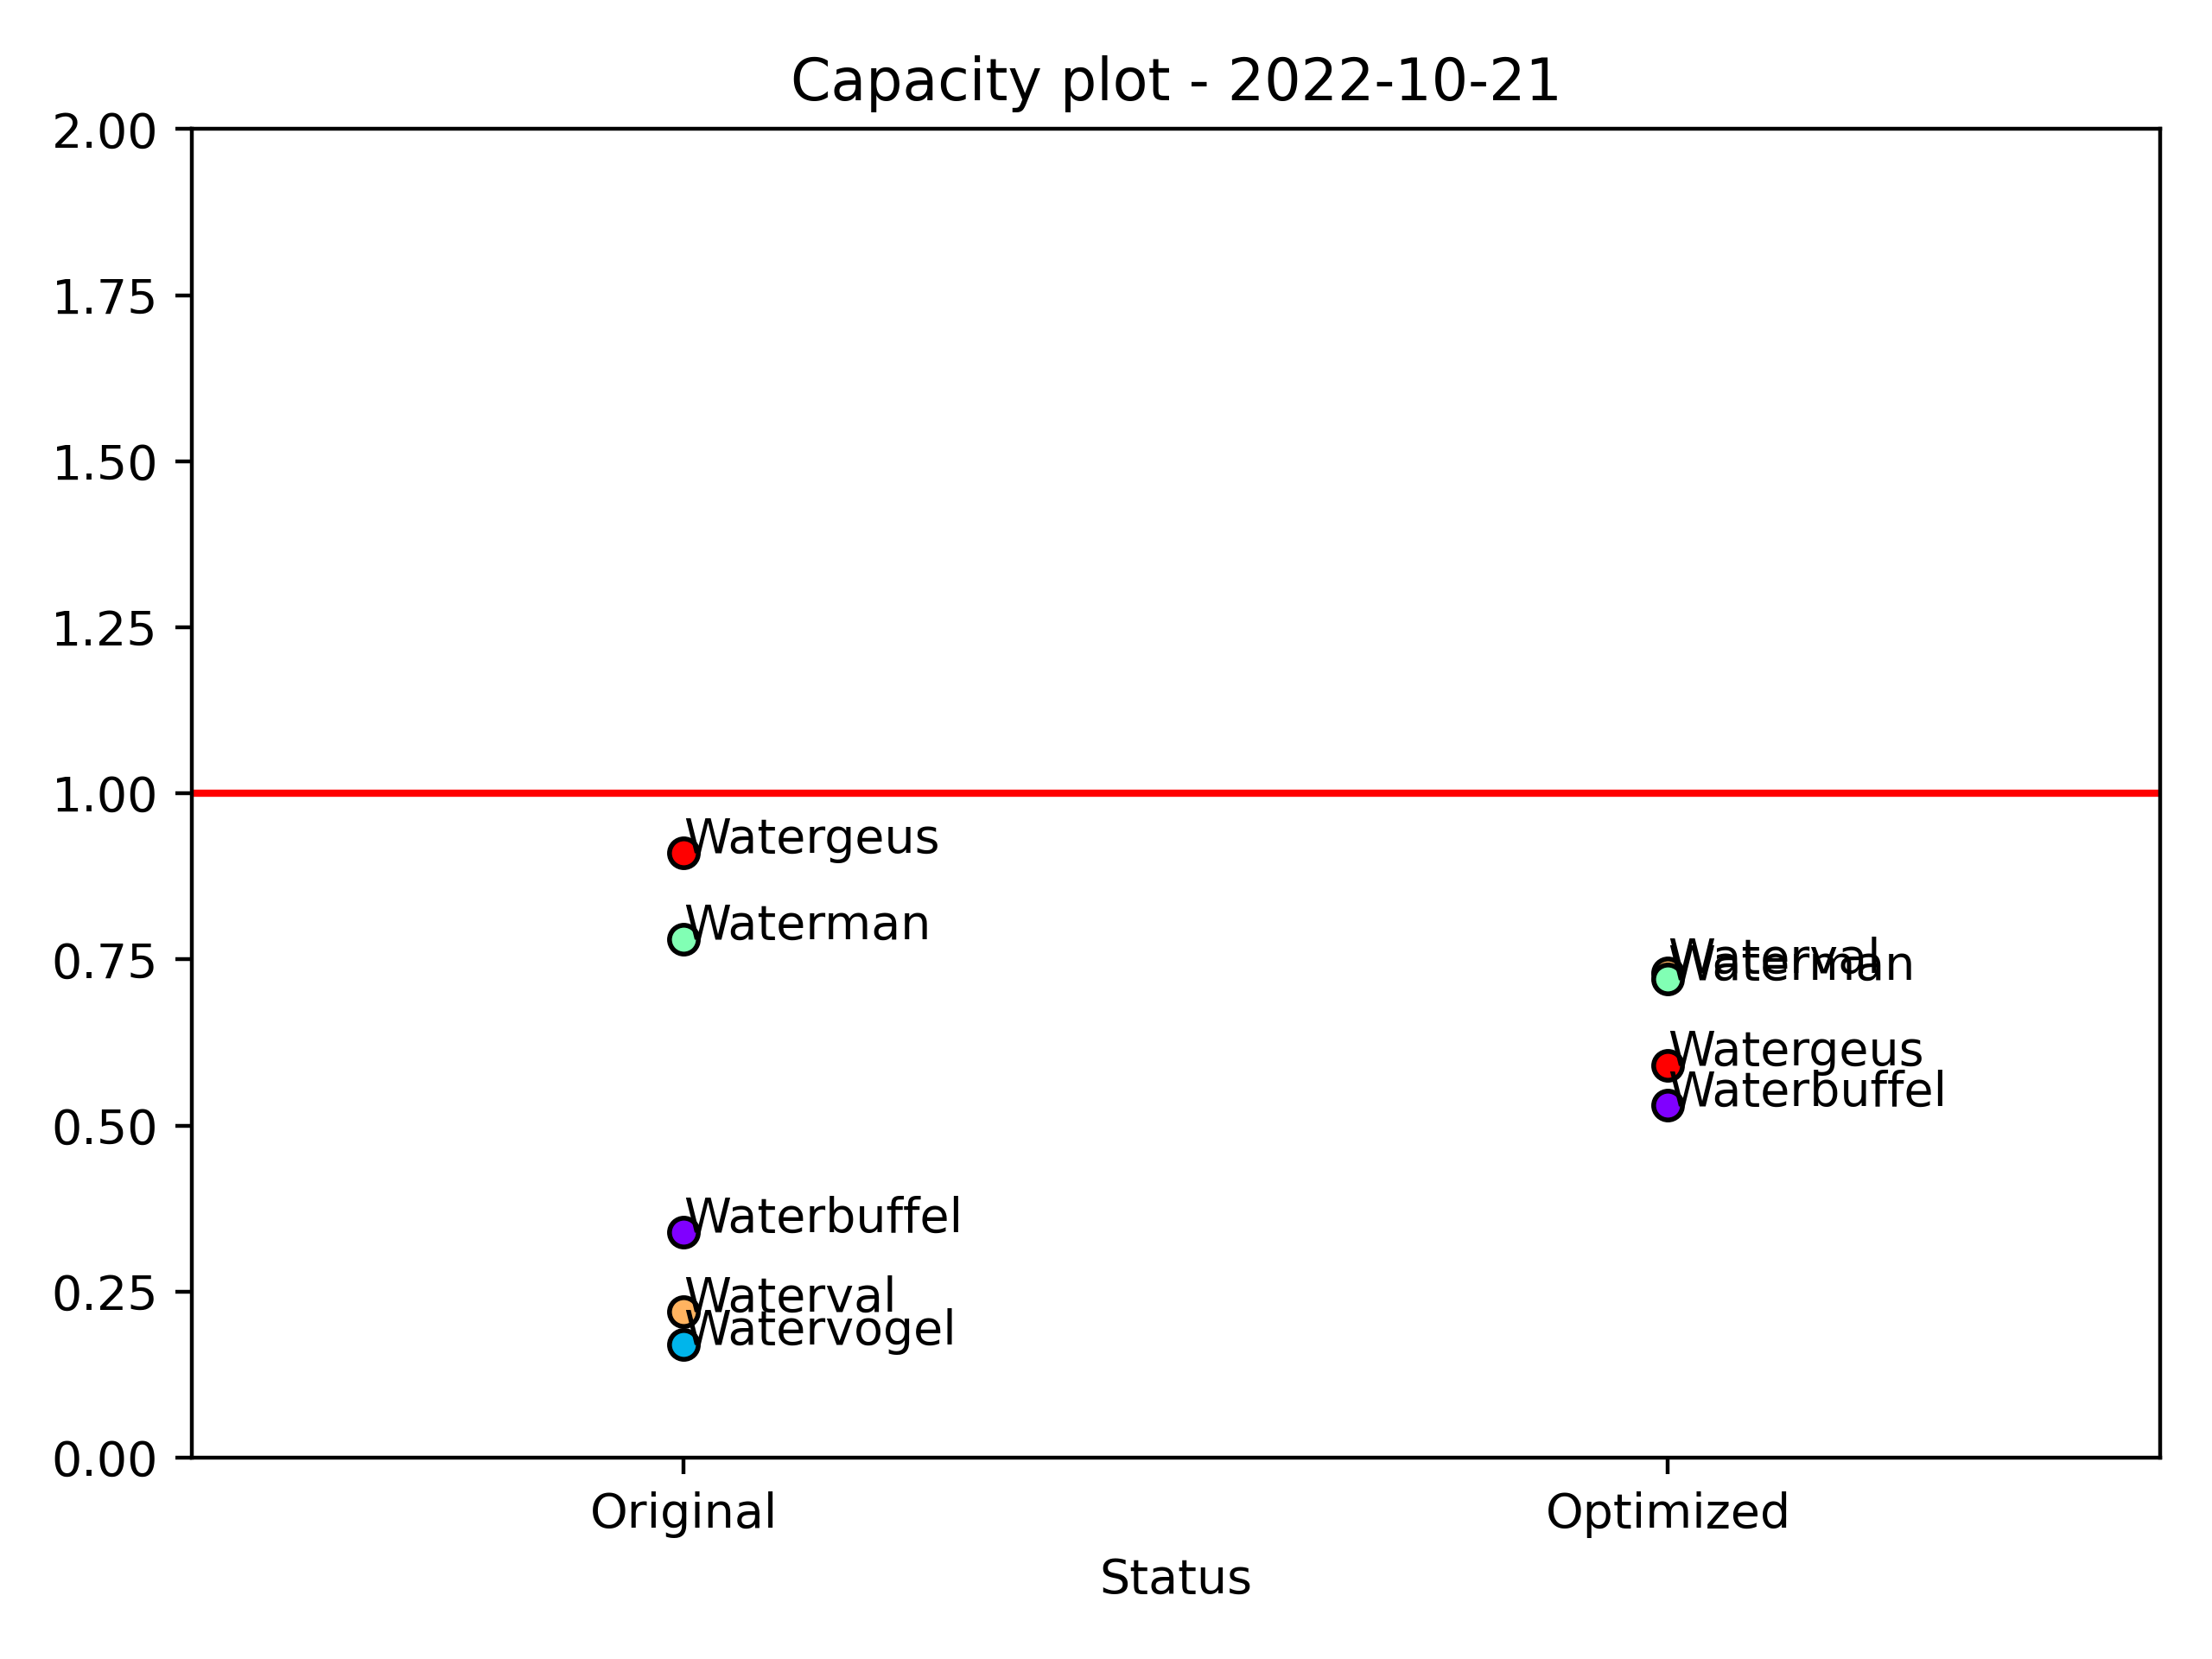 Capacity plot - 2022-10-21
2.00
1.75
1.50
1.25
1.00
0.75
0.50
0.25
0.00
Watergeus
Waterman
Waterbuffel
Waterval
Watervogel
Waterval
Waterman
Watergeus
Waterbuffel
Original
Optimized
Status